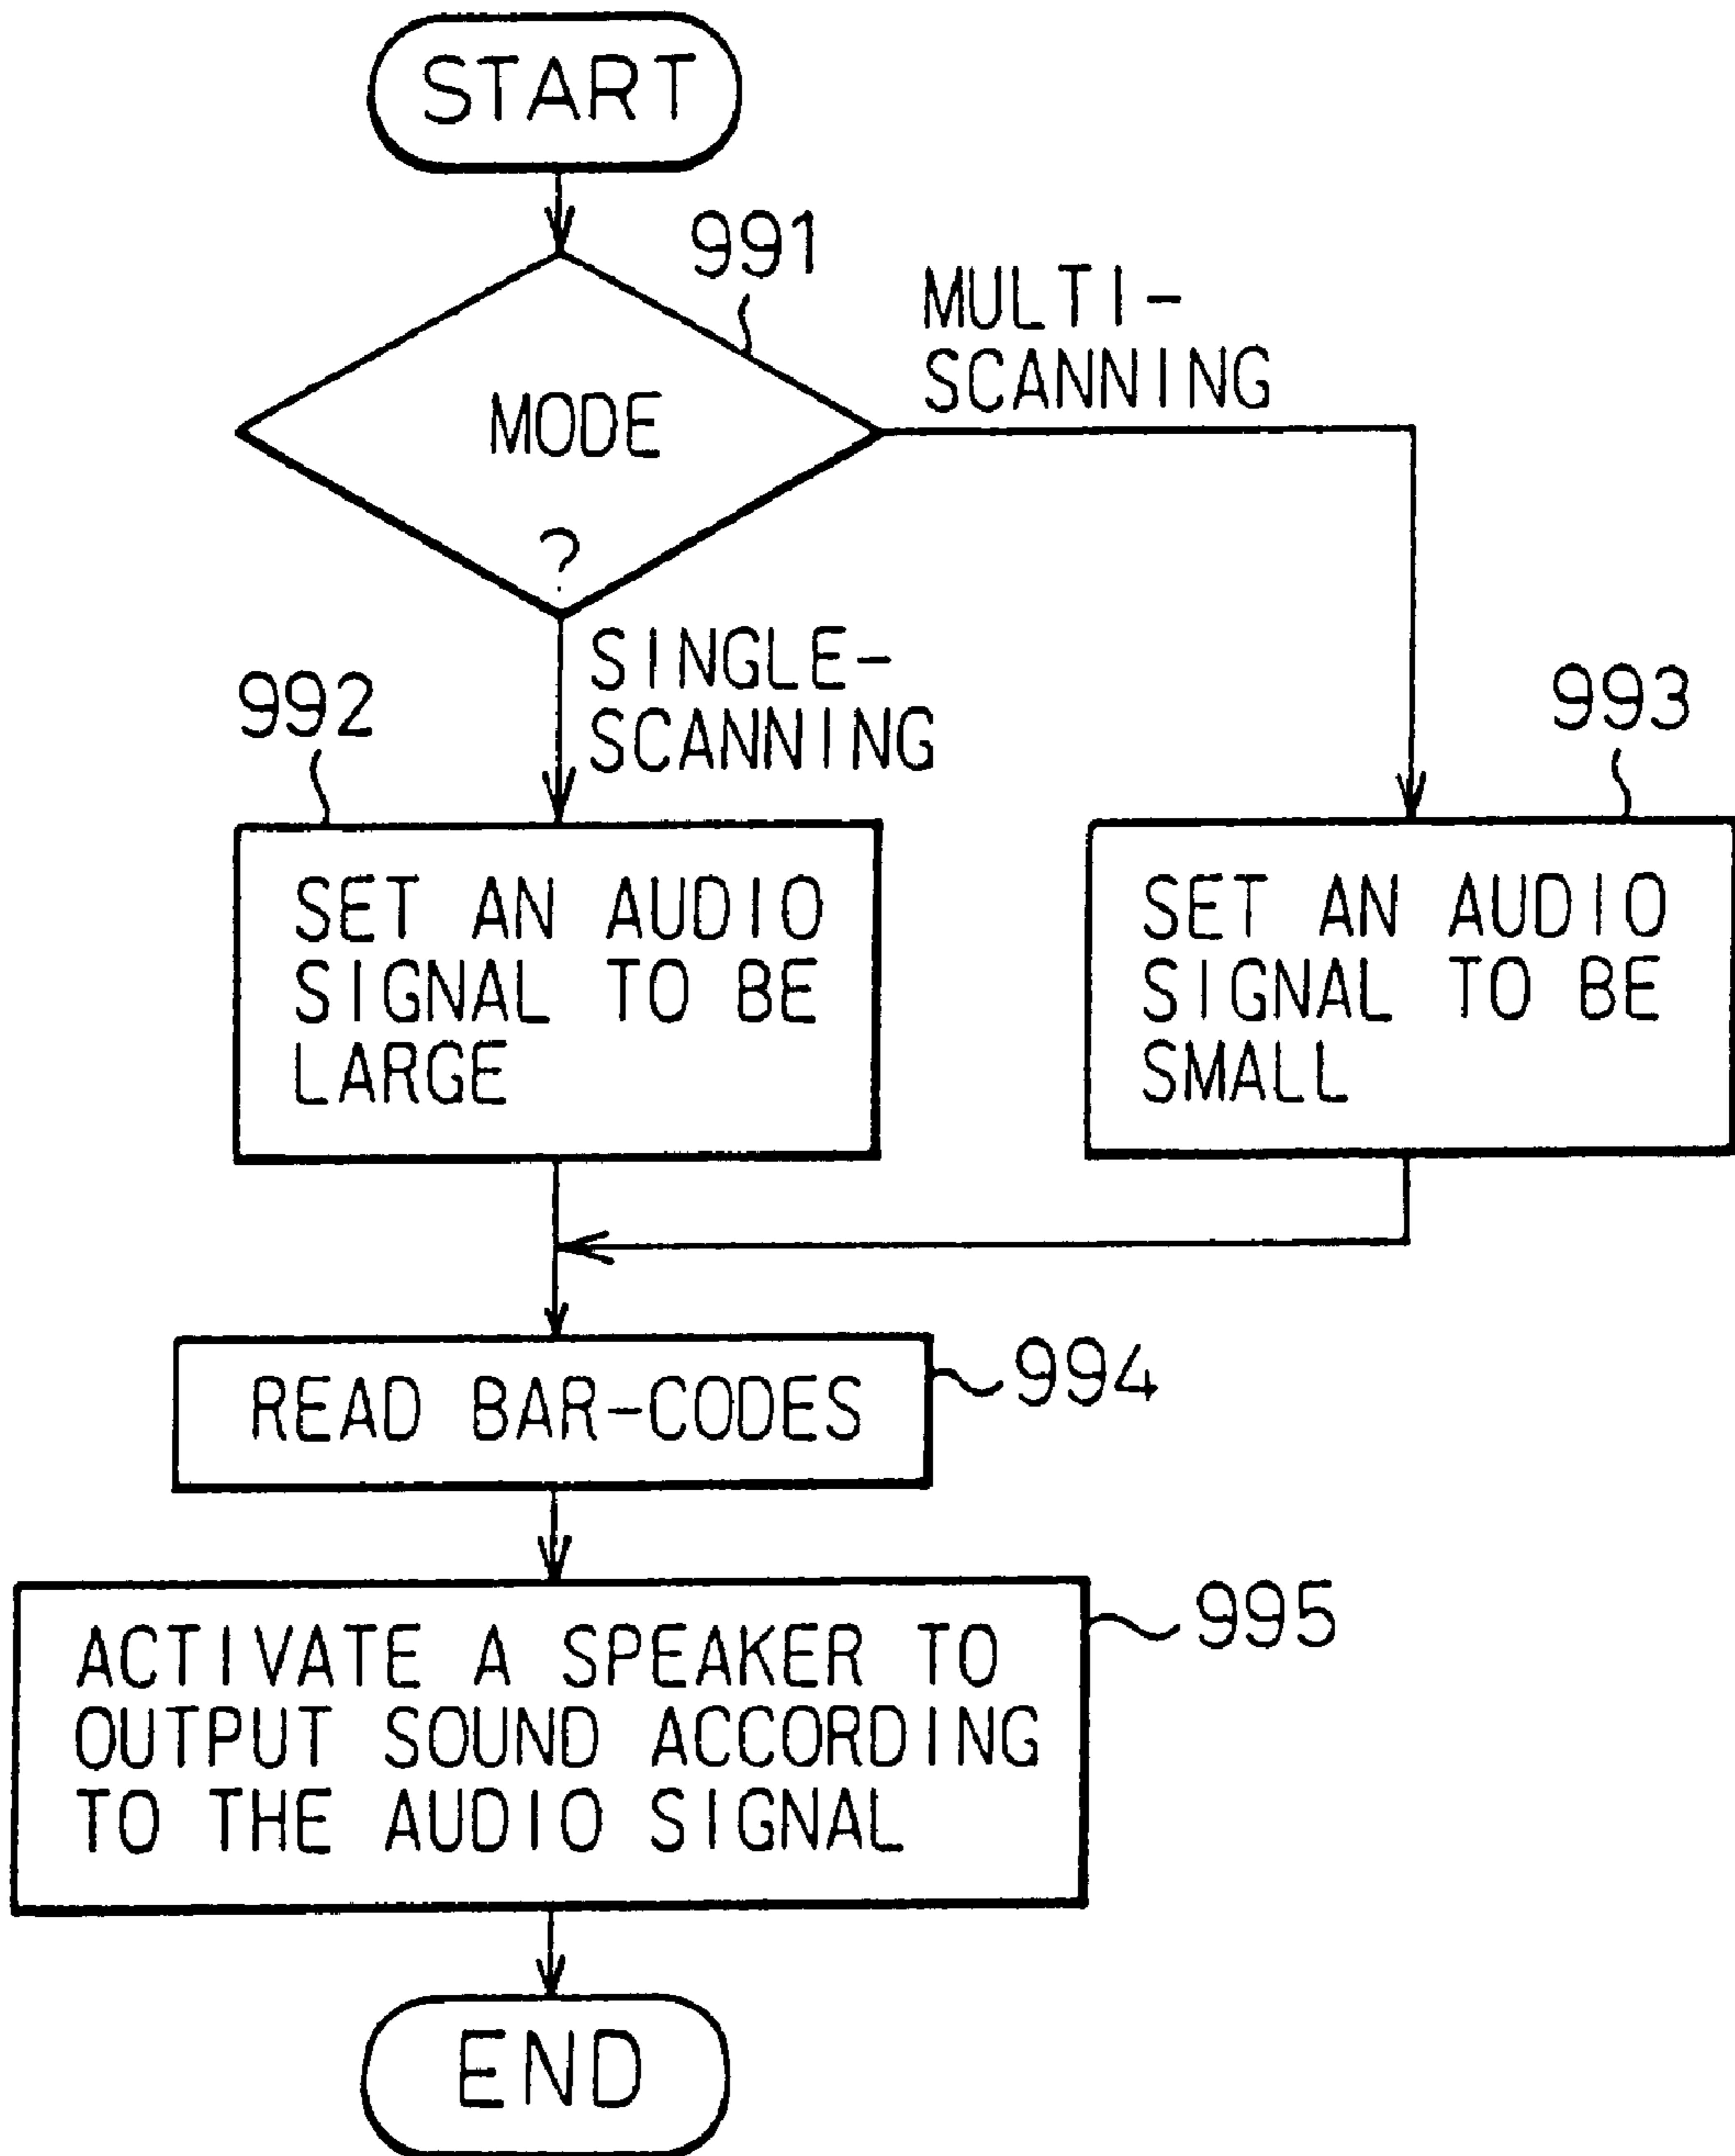 START
991
MULTI-
SCANNING
MODE
?
SINGLE-
SCANNING
992
993
SET AN AUDIO
SIGNAL TO BE
LARGE
SET AN AUDIO
SIGNAL TO BE
SMALL
READ BAR-CODES
994
ACTIVATE A SPEAKER TO
OUTPUT SOUND ACCORDING
TO THE AUDIO SIGNAL
995
END